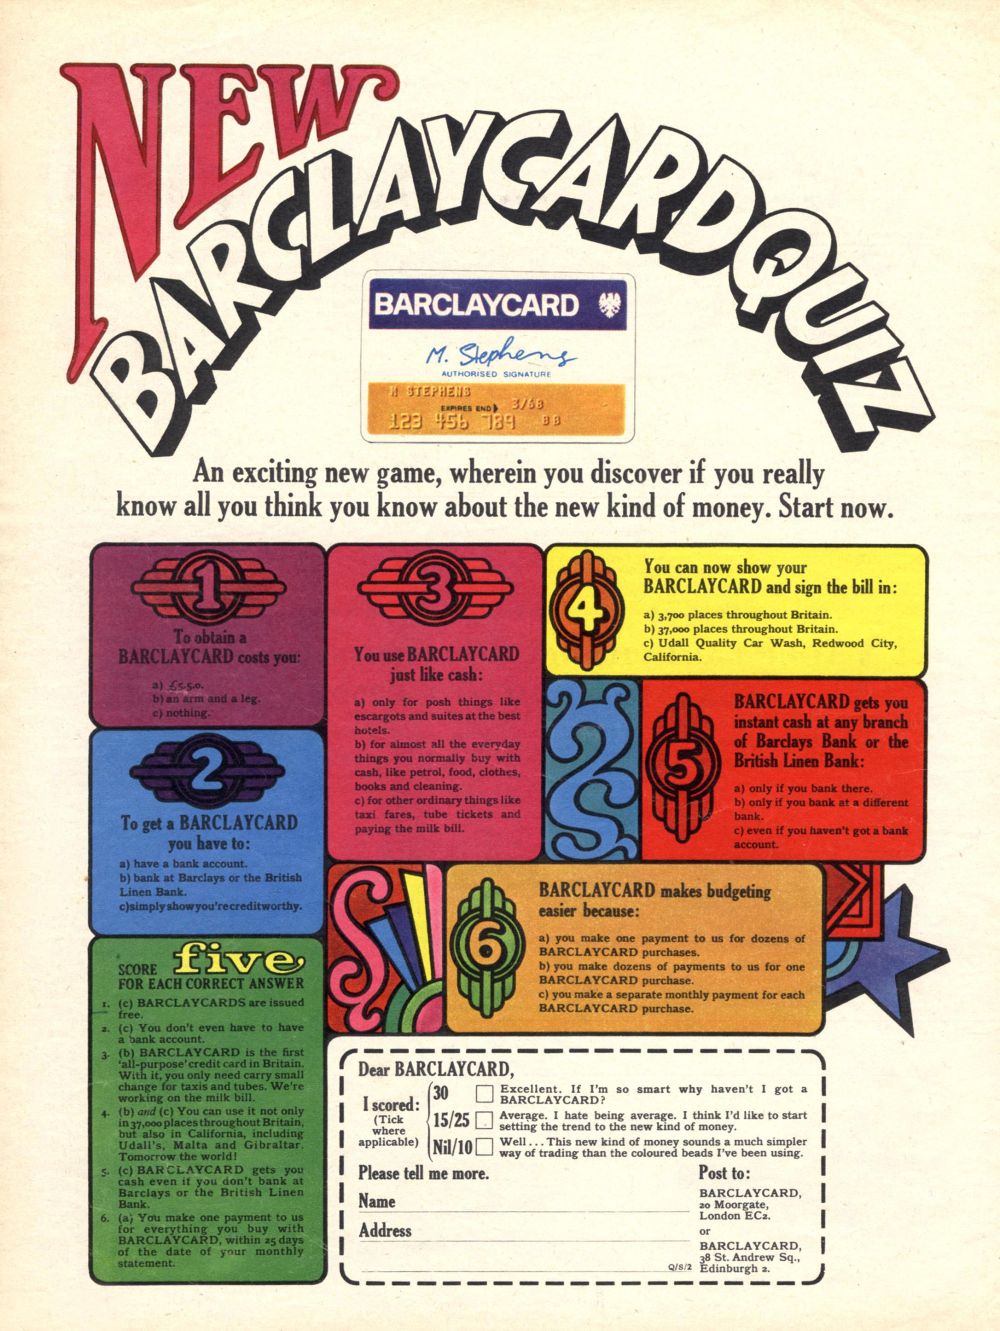 NEW
BARCLAYCARD QUIZ
BARCLAYCARD
M. Stephens
AUTHORISED SIGNATURE
M STEPHENS
EXPIRES END 3/68
123 456 789 BB
An exciting new game, wherein you discover if you really
know all you think you know about the new kind of money. Start now.
1
To obtain a
BARCLAYCARD costs you:
a) £5.5.0.
b) an arm and a leg.
c) nothing.
2
To get a BARCLAYCARD
you have to:
a) have a bank account.
b) bank at Barclays or the British
Linen Bank.
c) simply show you're creditworthy.
3
You use BARCLAYCARD
just like cash:
a) only for posh things like
escargots and suites at the best
hotels.
b) for almost all the everyday
things you normally buy with
cash, like petrol, food, clothes,
books and cleaning.
c) for other ordinary things like
taxi fares, tube tickets and
paying the milk bill.
4
You can now show your
BARCLAYCARD and sign the bill in:
a) 3,700 places throughout Britain.
b) 37,000 places throughout Britain.
c) Udall Quality Car Wash, Redwood City,
California.
5
BARCLAYCARD gets you
instant cash at any branch
of Barclays Bank or the
British Linen Bank:
a) only if you bank there.
b) only if you bank at a different
bank.
c) even if you haven't got a bank
account.
6
BARCLAYCARD makes budgeting
easier because:
a) you make one payment to us for dozens of
BARCLAYCARD purchases.
b) you make dozens of payments to us for one
BARCLAYCARD purchase.
c) you make a separate monthly payment for each
BARCLAYCARD purchase.
SCORE five
FOR EACH CORRECT ANSWER
1. (c) BARCLAYCARDS are issued
free.
2. (c) You don't even have to have
a bank account.
3. (b) BARCLAYCARD is the first
'all-purpose' credit card in Britain.
With it, you only need carry small
change for taxis and tubes. We're
working on the milk bill.
4. (b) and (c) You can use it not only
in 37,000 places throughout Britain,
but also in California, including
Udall's, Malta and Gibraltar.
Tomorrow the world!
5. (c) BARCLAYCARD gets you
cash even if you don't bank at
Barclays or the British Linen
Bank.
6. (a) You make one payment to us
for everything you buy with
BARCLAYCARD, within 25 days
of the date of your monthly
statement.
Dear BARCLAYCARD,
I scored:
(Tick
where
applicable)
30 Excellent. If I'm so smart why haven't I got a
BARCLAYCARD?
15/25 Average. I hate being average. I think I'd like to start
setting the trend to the new kind of money.
Nil/10 Well... This new kind of money sounds a much simpler
way of trading than the coloured beads I've been using.
Please tell me more.
Name
Address
Q/S/2
Post to:
BARCLAYCARD,
20 Moorgate,
London EC2.
or
BARCLAYCARD,
38 St. Andrew Sq.,
Edinburgh 2.